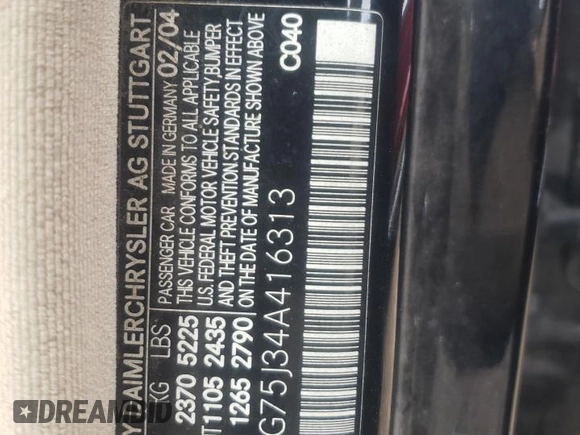 DAIMLERCHRYSLER AG STUTTGART
PASSENGER CAR MADE IN GERMANY 02/04
KG LBS
2370 5225
1105 2435
1265 2790
THIS VEHICLE CONFORMS TO ALL APPLICABLE
U.S. FEDERAL MOTOR VEHICLE SAFETY,BUMPER
AND THEFT PREVENTION STANDARDS IN EFFECT
ON THE DATE OF MANUFACTURE SHOWN ABOVE
G75J34A416313
C040
DREAMBID